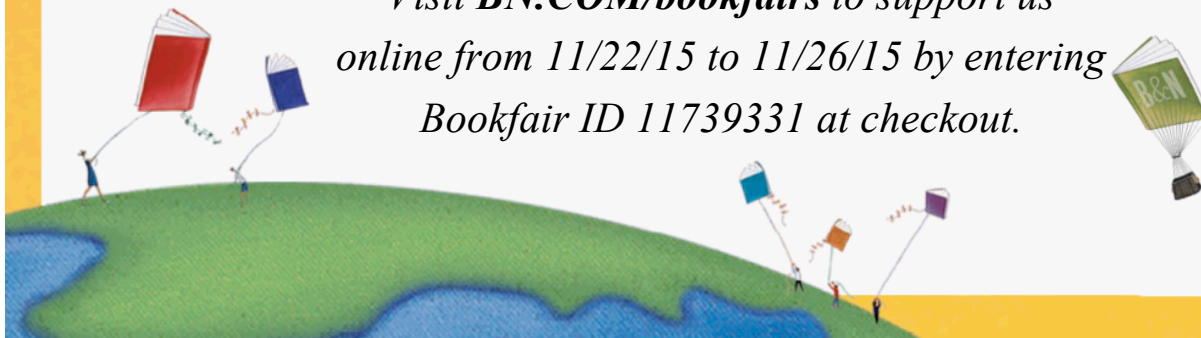 Visit BN.COM/bookfairs to support us
online from 11/22/15 to 11/26/15 by entering
Bookfair ID 11739331 at checkout.
B&N